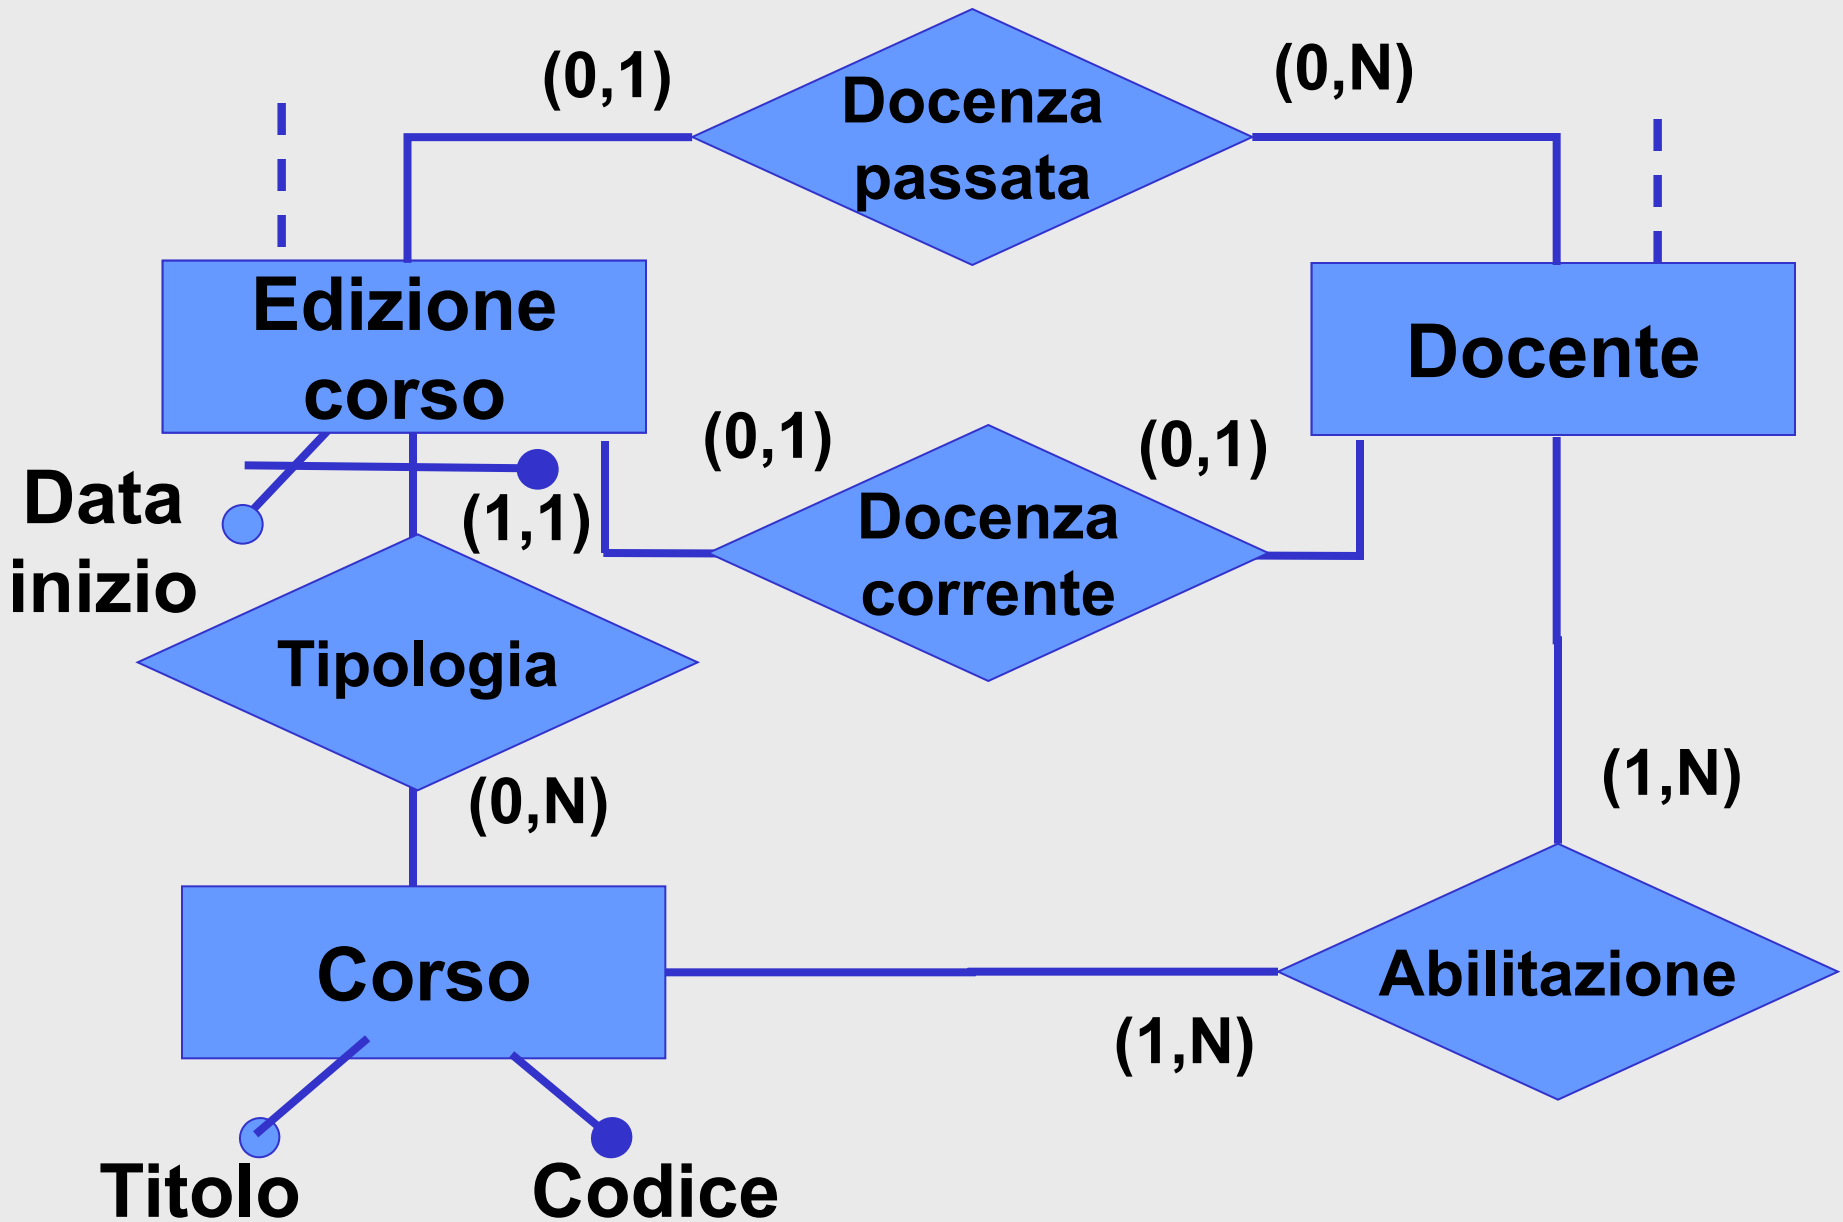 (0,1)
Docenza
passata
(0,N)
Edizione
corso
Docente
Data
inizio
(1,1)
(0,1)
Docenza
corrente
(0,1)
Tipologia
(0,N)
(1,N)
Corso
Abilitazione
(1,N)
Titolo
Codice